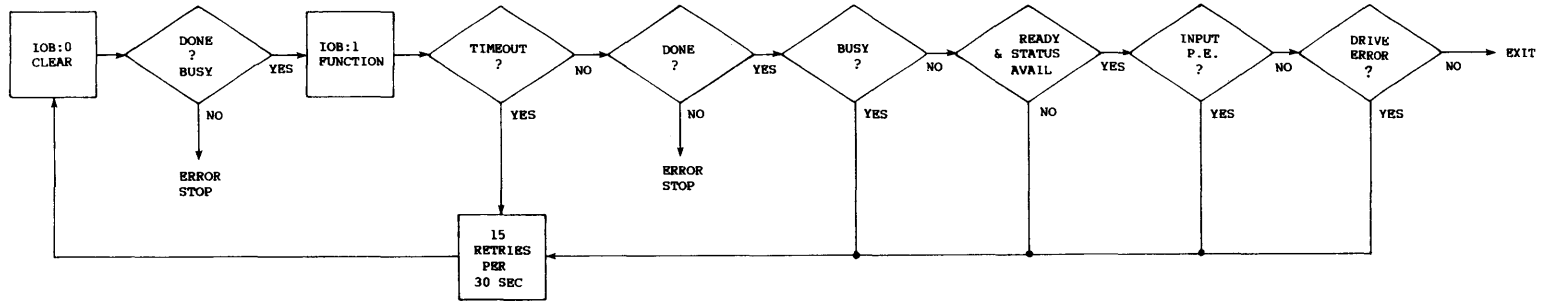 IOB:0
CLEAR
DONE
?
BUSY
YES
NO
ERROR
STOP
IOB:1
FUNCTION
TIMEOUT
?
NO
YES
DONE
?
YES
NO
ERROR
STOP
BUSY
?
NO
YES
READY
& STATUS
AVAIL
YES
NO
INPUT
P.E.
?
NO
YES
DRIVE
ERROR
?
NO
YES
EXIT
15
RETRIES
PER
30 SEC